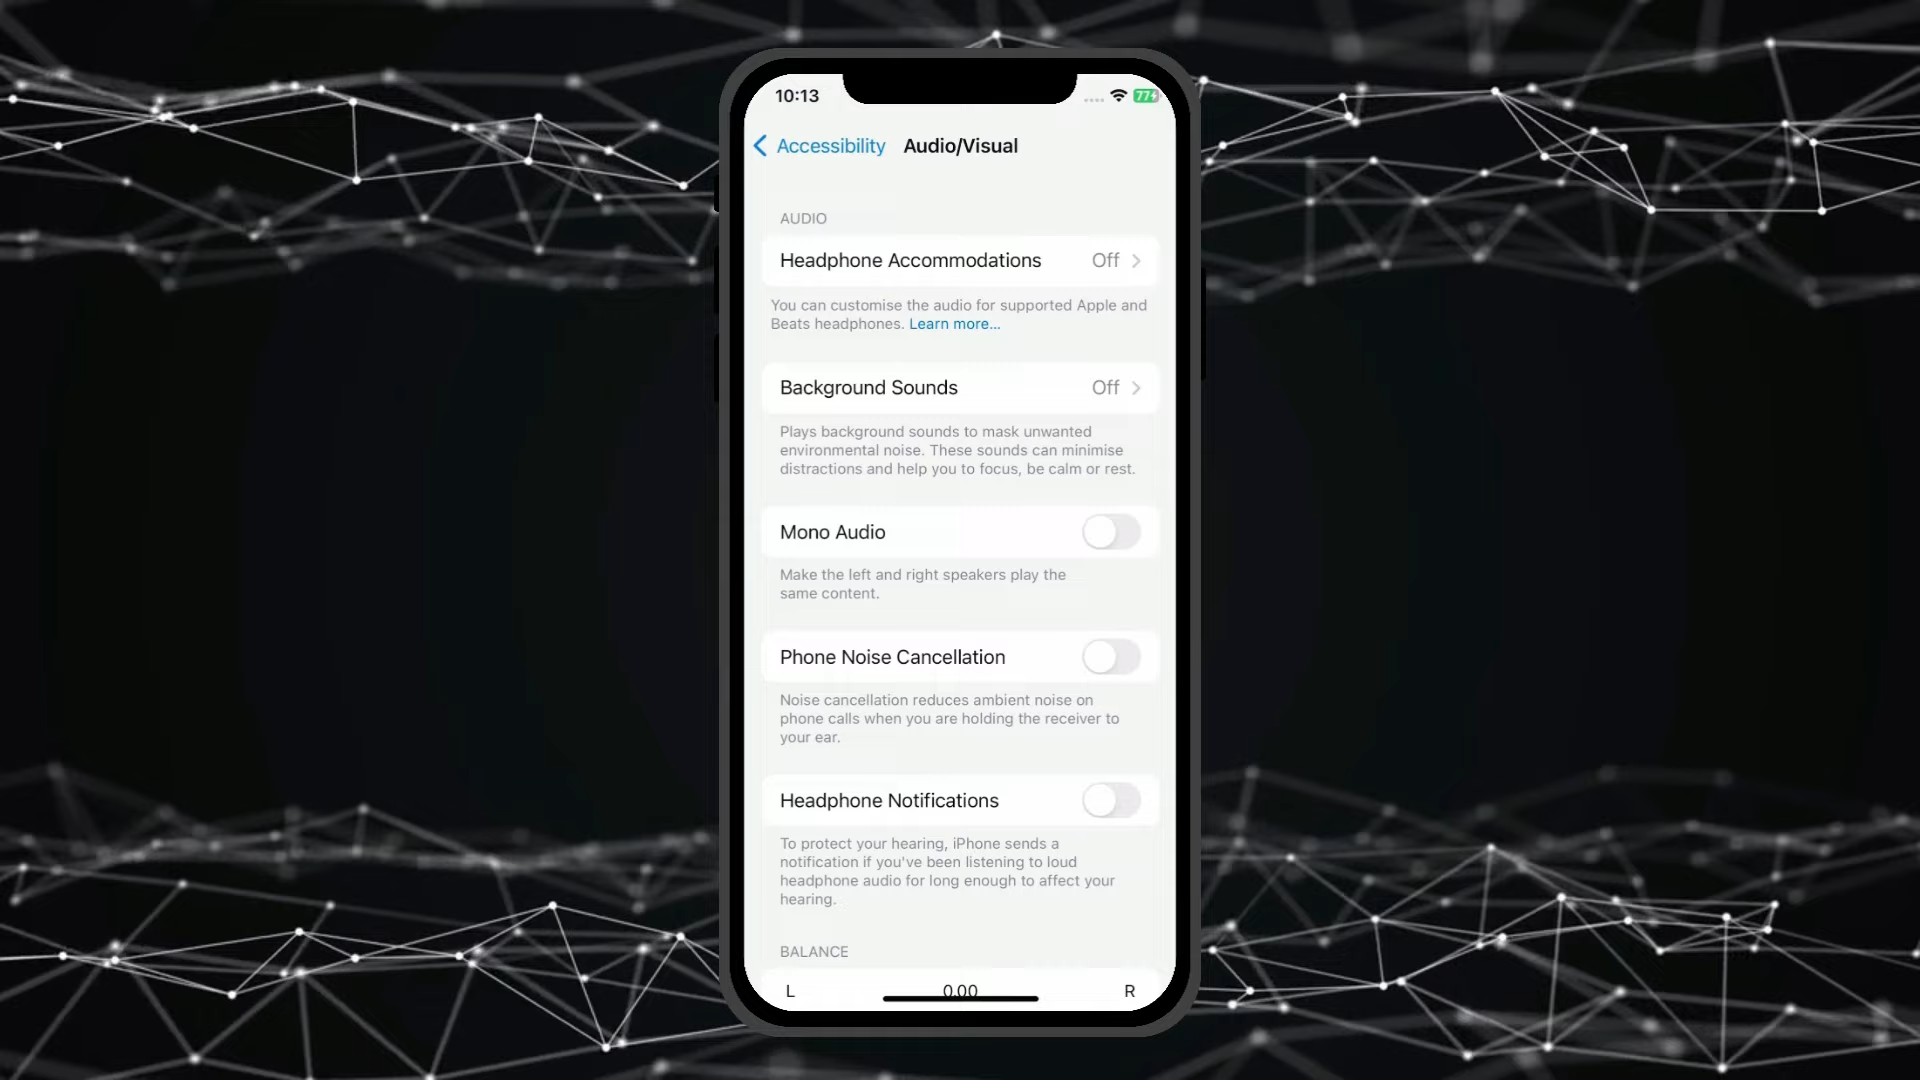 10:13
77
Accessibility Audio/Visual
AUDIO
Headphone Accommodations Off
You can customise the audio for supported Apple and
Beats headphones. Learn more...
Background Sounds Off
Plays background sounds to mask unwanted
environmental noise. These sounds can minimise
distractions and help you to focus, be calm or rest.
Mono Audio
Make the left and right speakers play the
same content.
Phone Noise Cancellation
Noise cancellation reduces ambient noise on
phone calls when you are holding the receiver to
your ear.
Headphone Notifications
To protect your hearing, iPhone sends a
notification if you've been listening to loud
headphone audio for long enough to affect your
hearing.
BALANCE
L 0.00 R